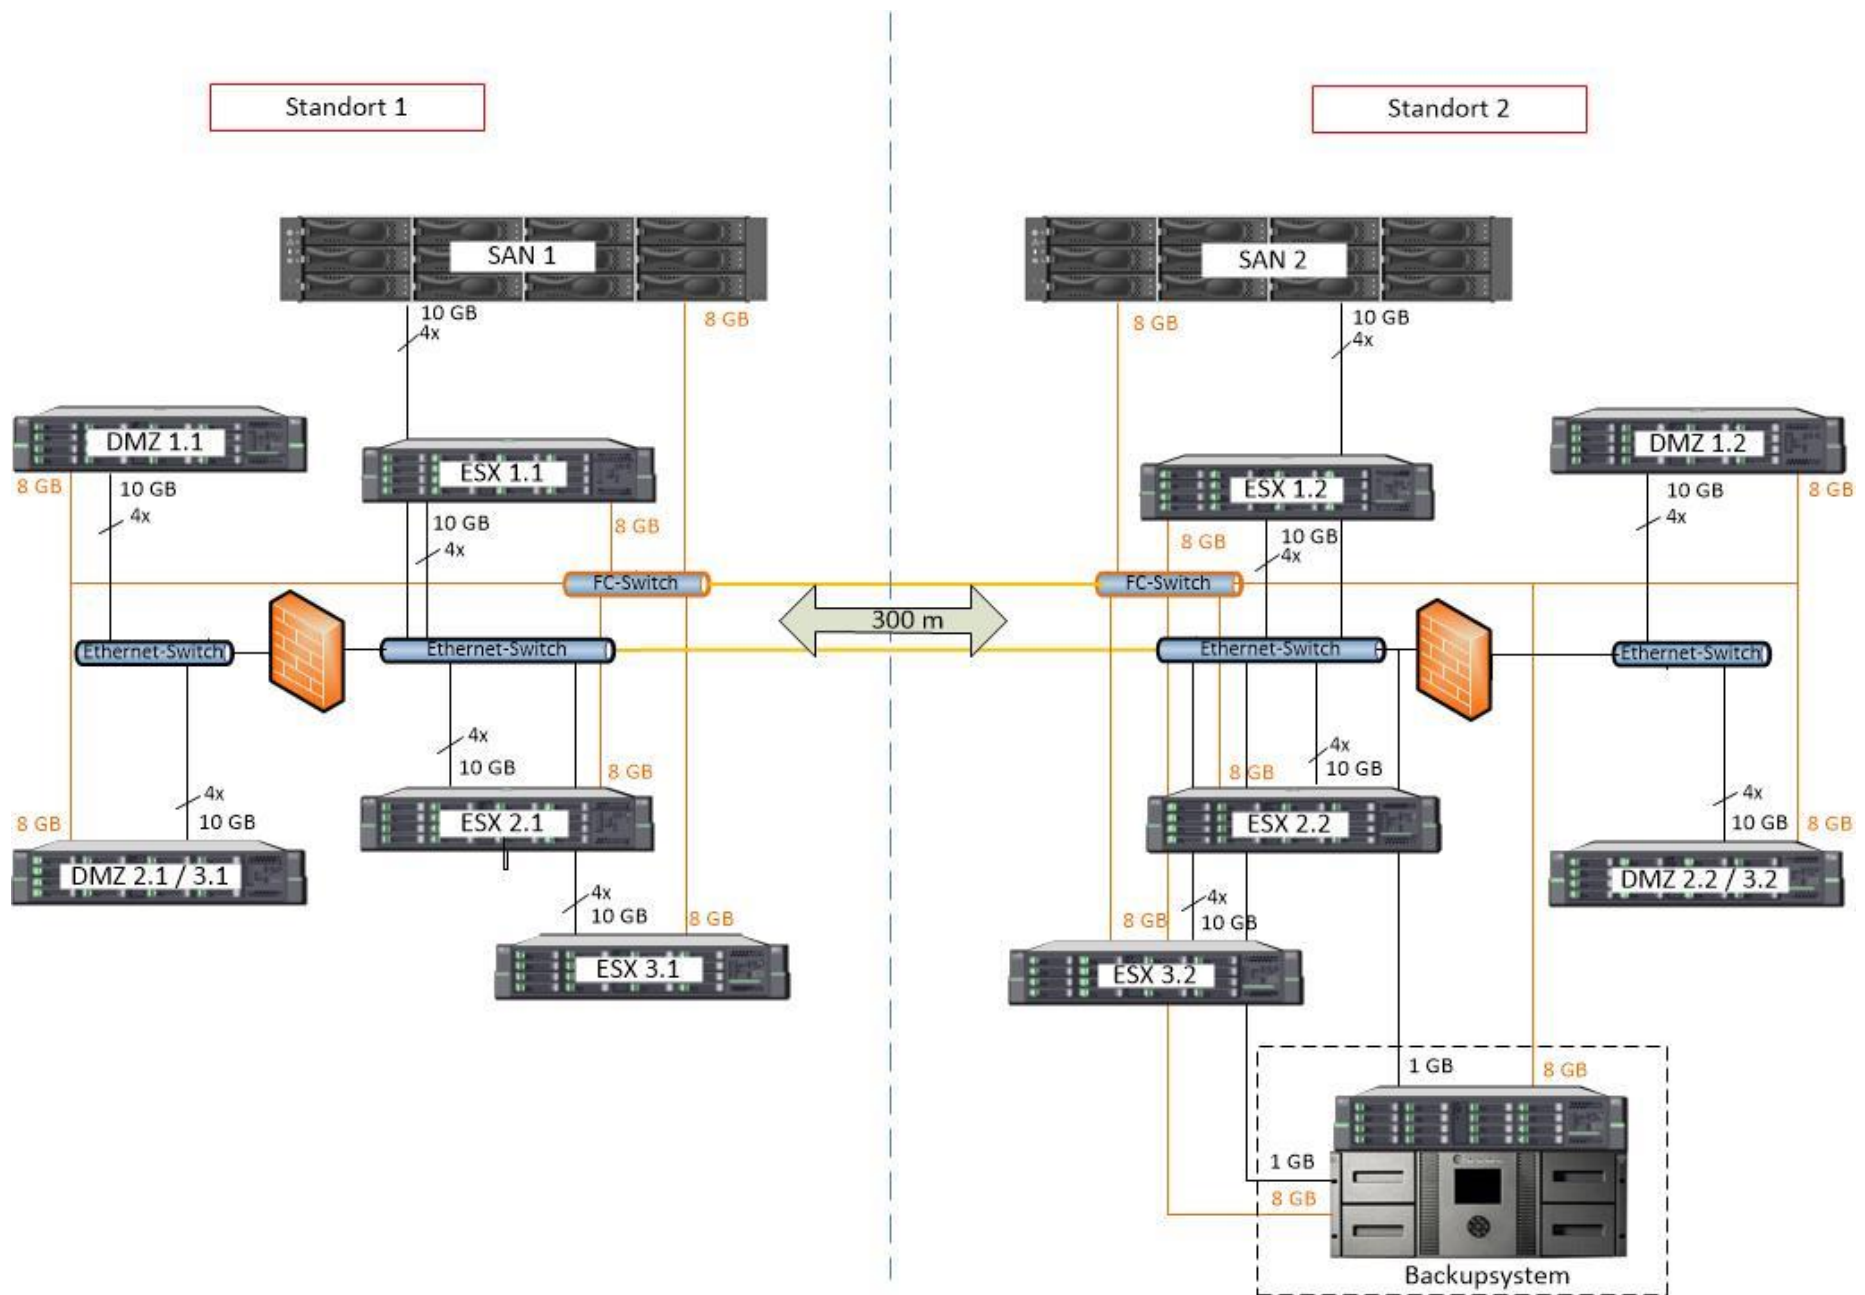 Standort 1
Standort 2
SAN 1
SAN 2
10 GB
4x
8 GB
8 GB
10 GB
4x
DMZ 1.1
ESX 1.1
ESX 1.2
DMZ 1.2
8 GB
10 GB
4x
10 GB
4x
8 GB
8 GB
10 GB
4x
10 GB
4x
8 GB
FC-Switch
FC-Switch
300 m
Ethernet-Switch
Ethernet-Switch
Ethernet-Switch
Ethernet-Switch
4x
10 GB
8 GB
8 GB
4x
10 GB
8 GB
4x
10 GB
4x
10 GB
8 GB
ESX 2.1
ESX 2.2
DMZ 2.1 / 3.1
DMZ 2.2 / 3.2
4x
10 GB
8 GB
8 GB
4x
10 GB
ESX 3.1
ESX 3.2
1 GB
8 GB
1 GB
8 GB
Backupsystem